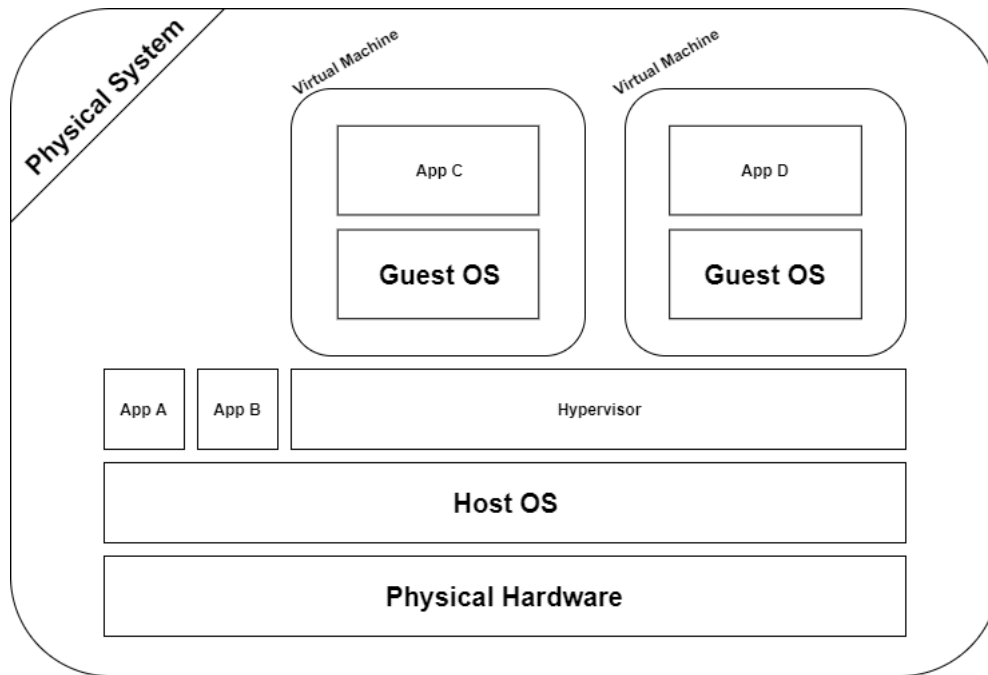 Physical System
Virtual Machine
Virtual Machine
App C
App D
Guest OS
Guest OS
App A
App B
Hypervisor
Host OS
Physical Hardware